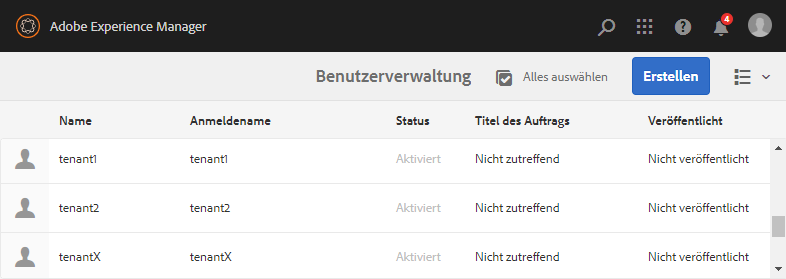 Adobe Experience Manager
4
Benutzerverwaltung Alles auswählen Erstellen
Name Anmeldename Status Titel des Auftrags Veröffentlicht
tenant1 tenant1 Aktiviert Nicht zutreffend Nicht veröffentlicht
tenant2 tenant2 Aktiviert Nicht zutreffend Nicht veröffentlicht
tenantX tenantX Aktiviert Nicht zutreffend Nicht veröffentlicht